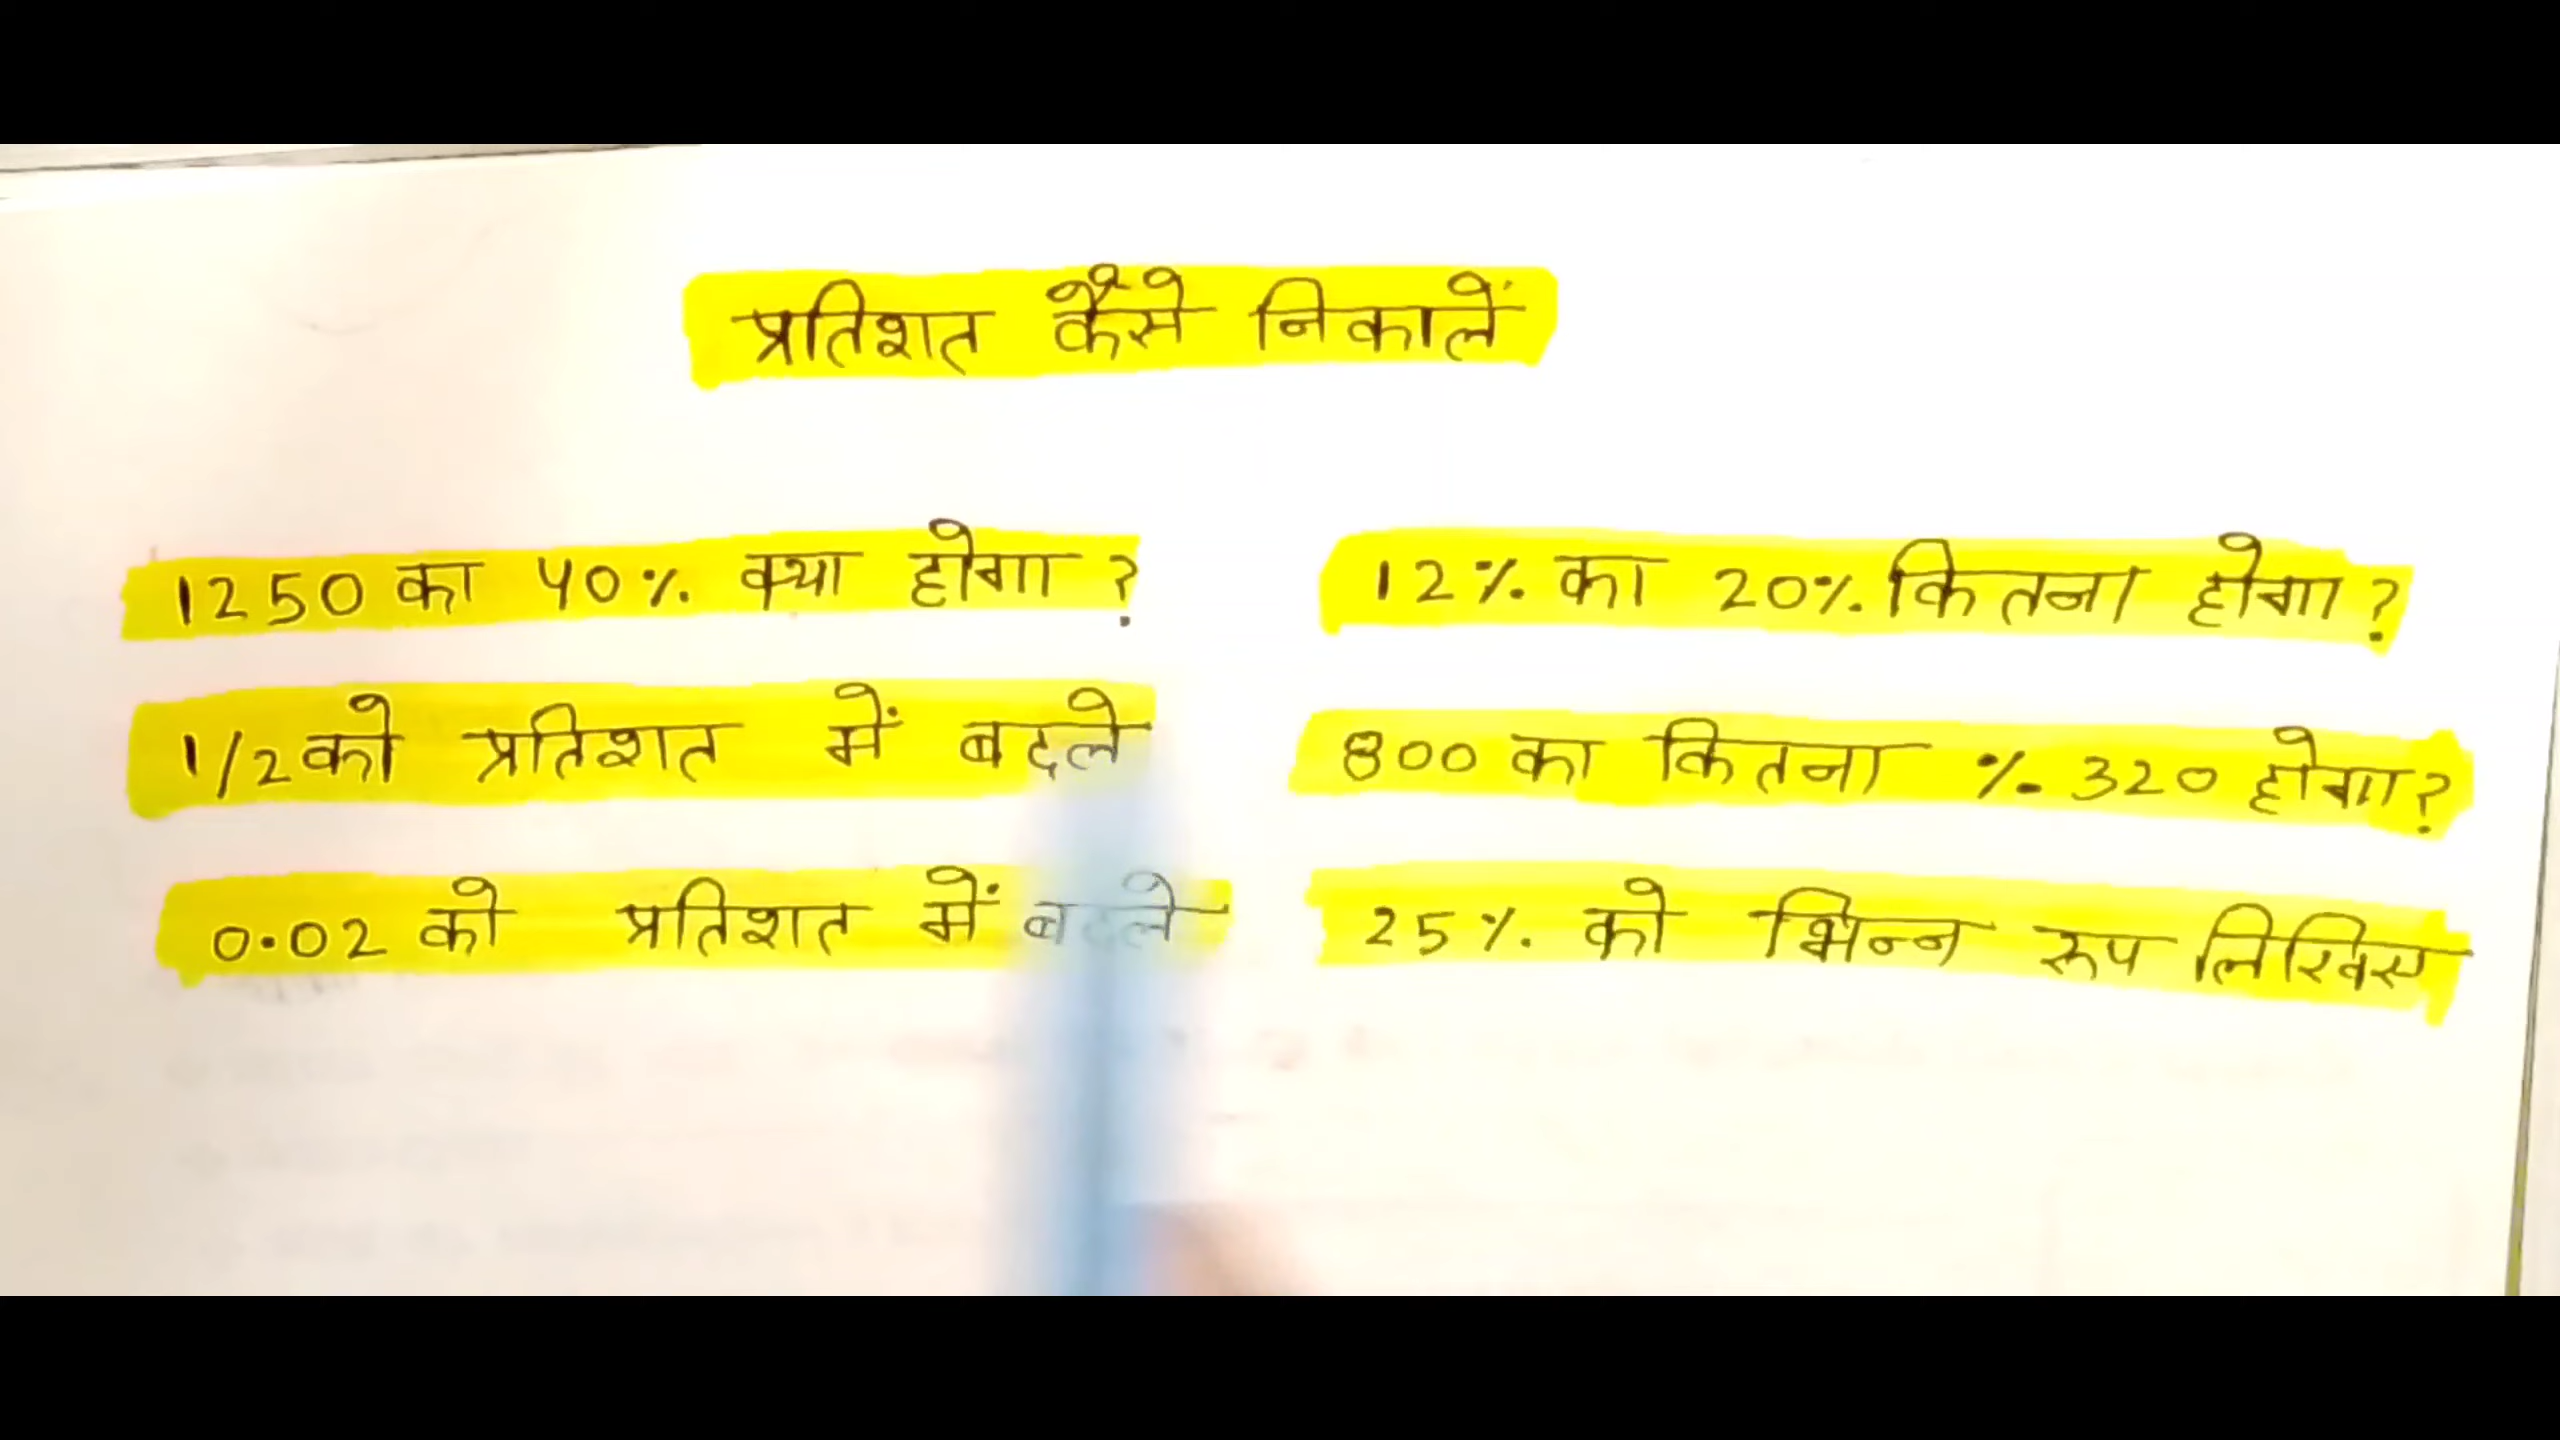 प्रतिशत कैसे निकालें
1250 का 40% क्या होगा ?
1/2 को प्रतिशत में बदले
0.02 को प्रतिशत में बदले
12% का 20% कितना होगा ?
800 का कितना % 320 होगा ?
25% को भिन्न रूप लिखिए